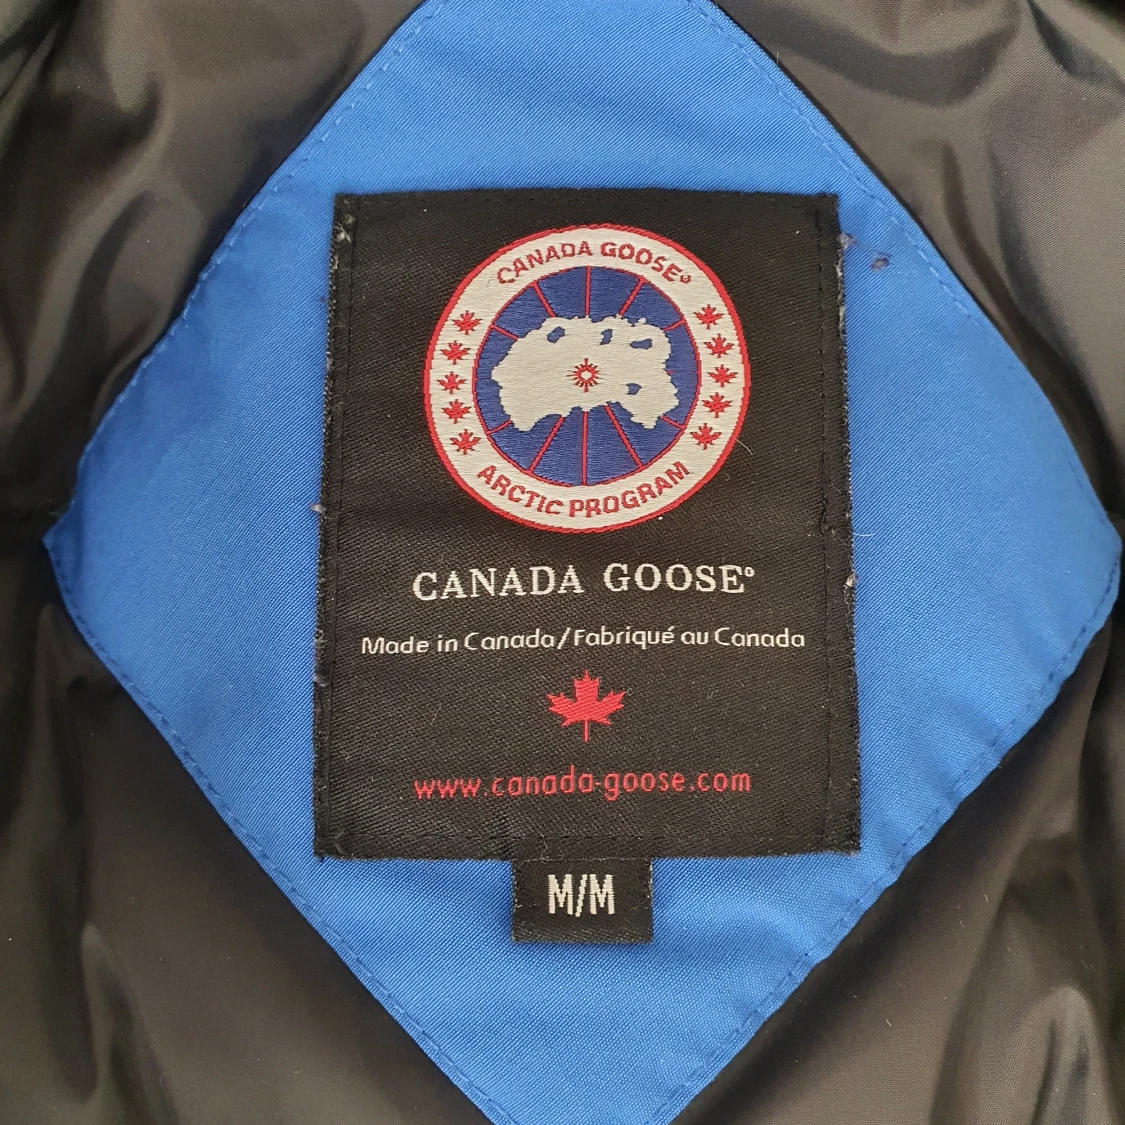 CANADA GOOSE®
ARCTIC PROGRAM
CANADA GOOSE®
Made in Canada/Fabriqué au Canada
www.canada-goose.com
M/M